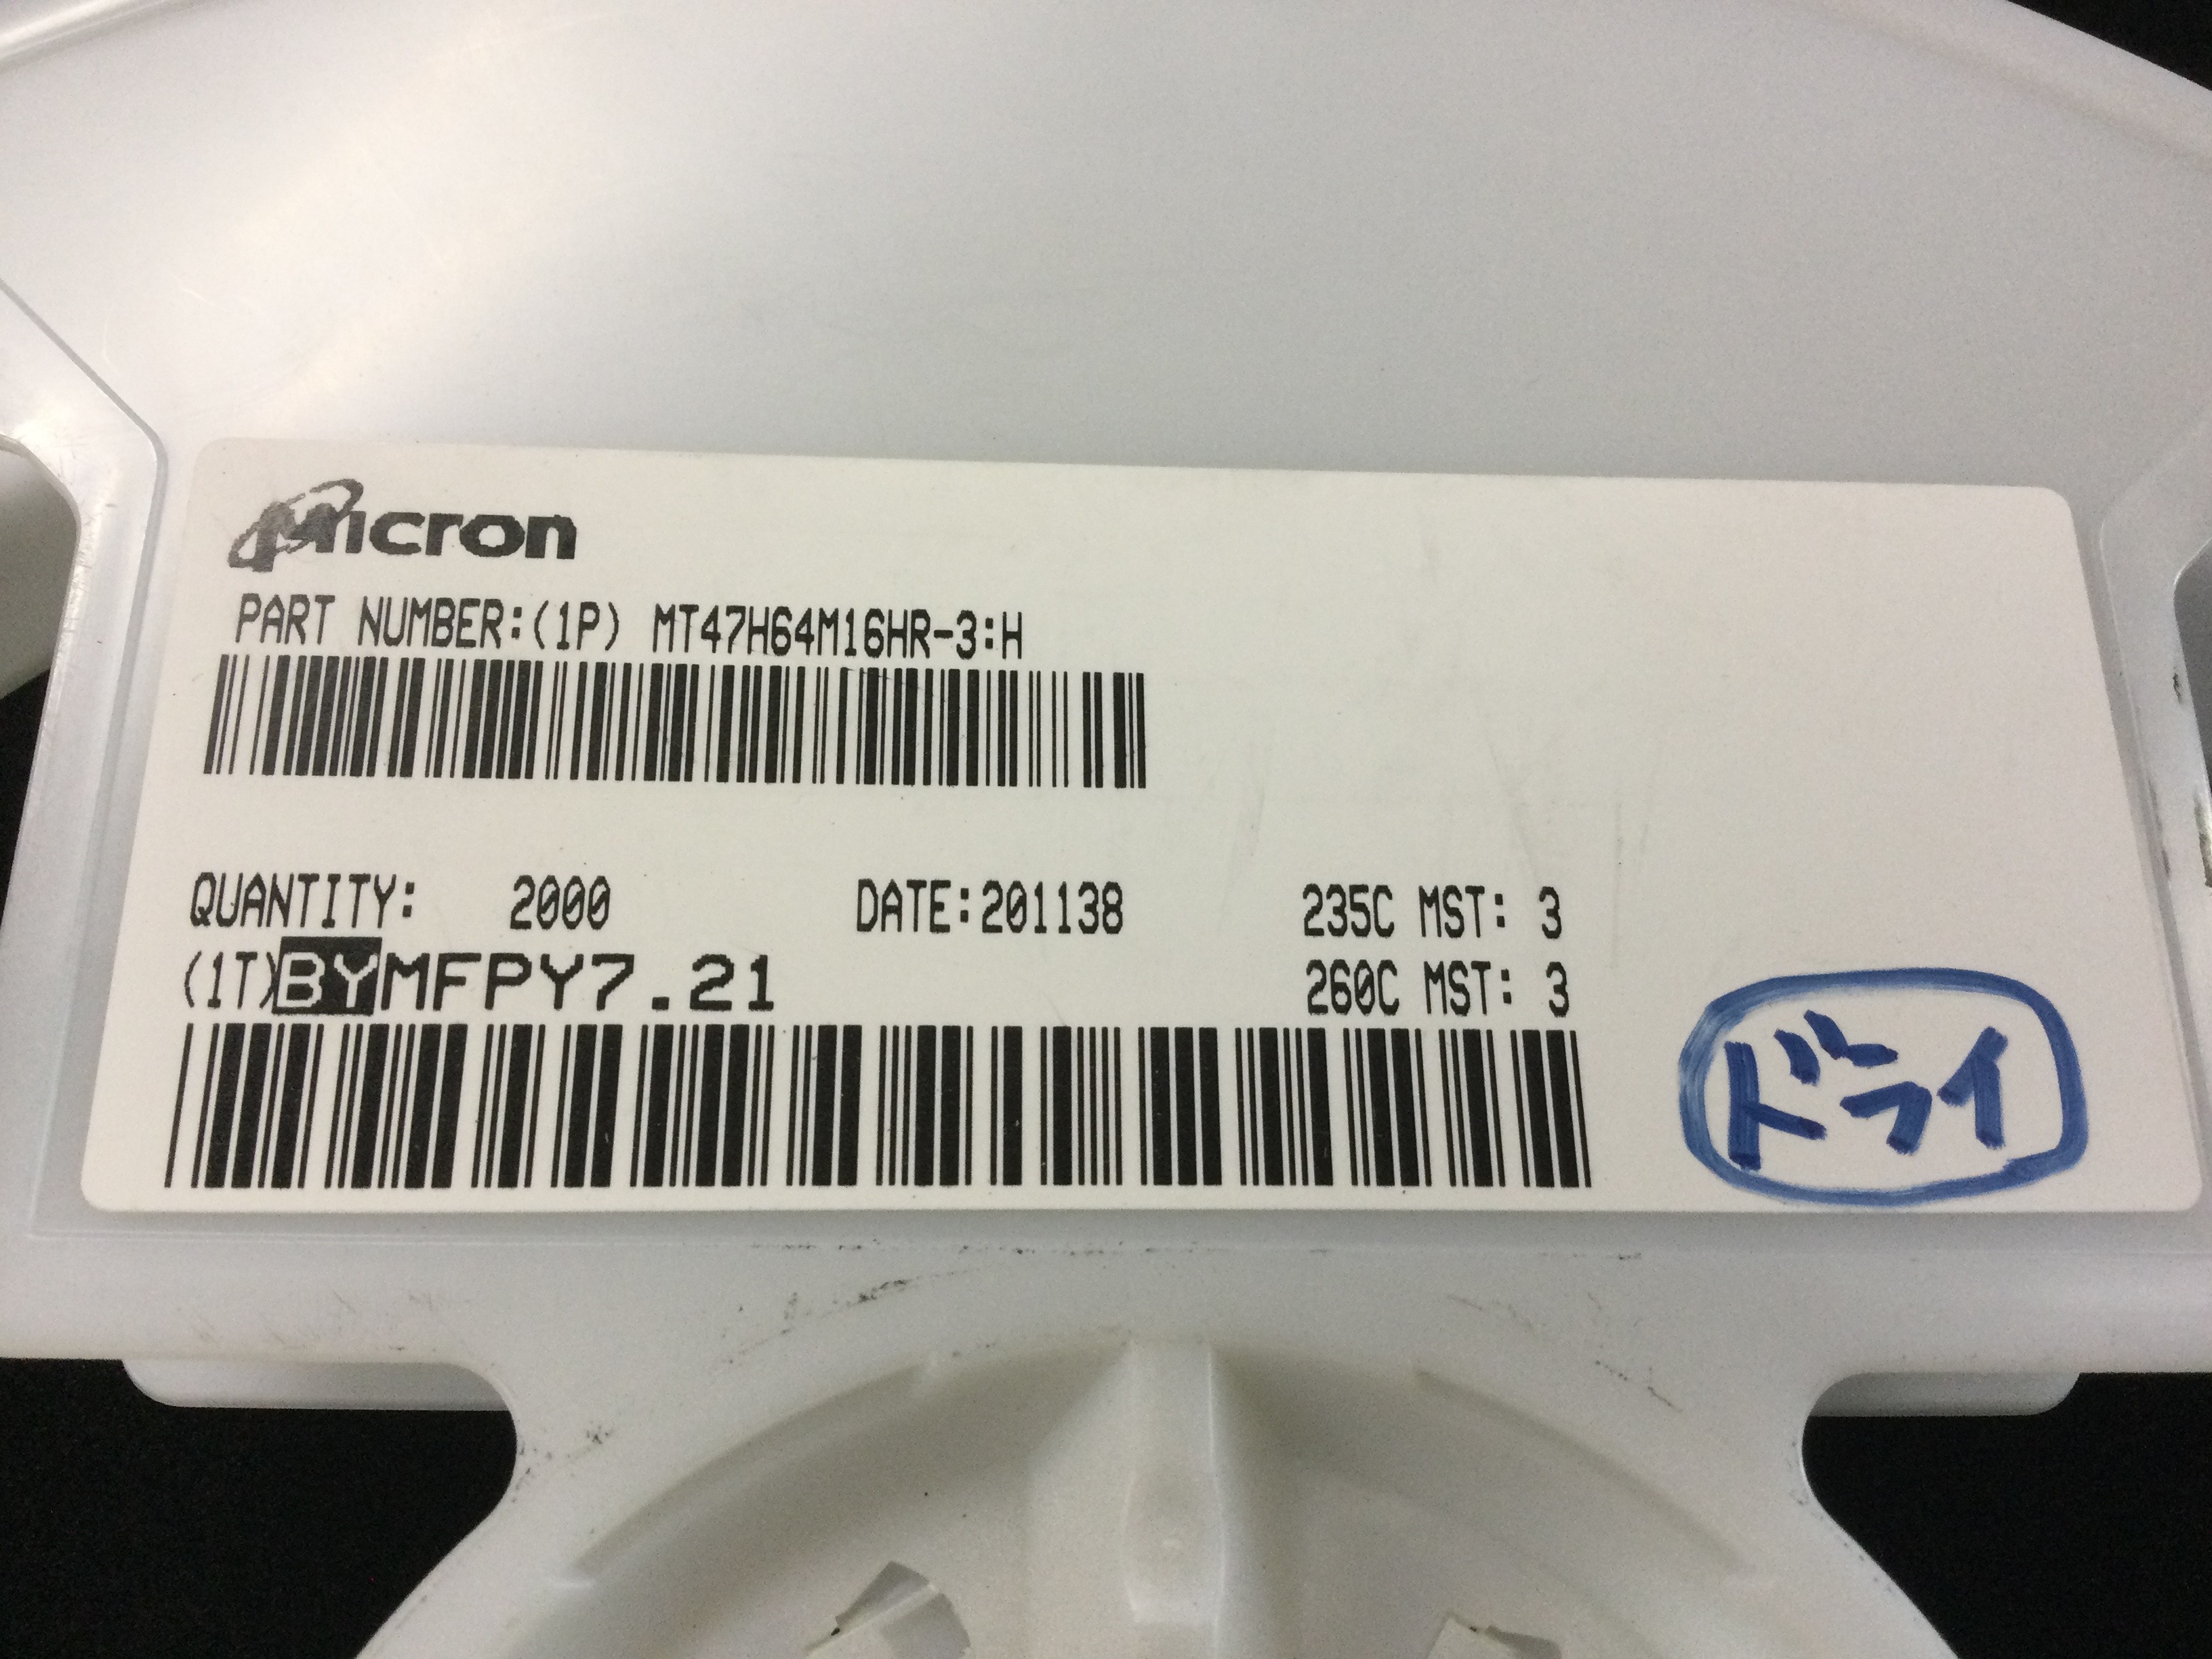 Micron
PART NUMBER:(1P) MT47H64M16HR-3:H
QUANTITY: 2000 DATE:201138 235C MST: 3
(1T)BYMFPY7.21 260C MST: 3
ドライ